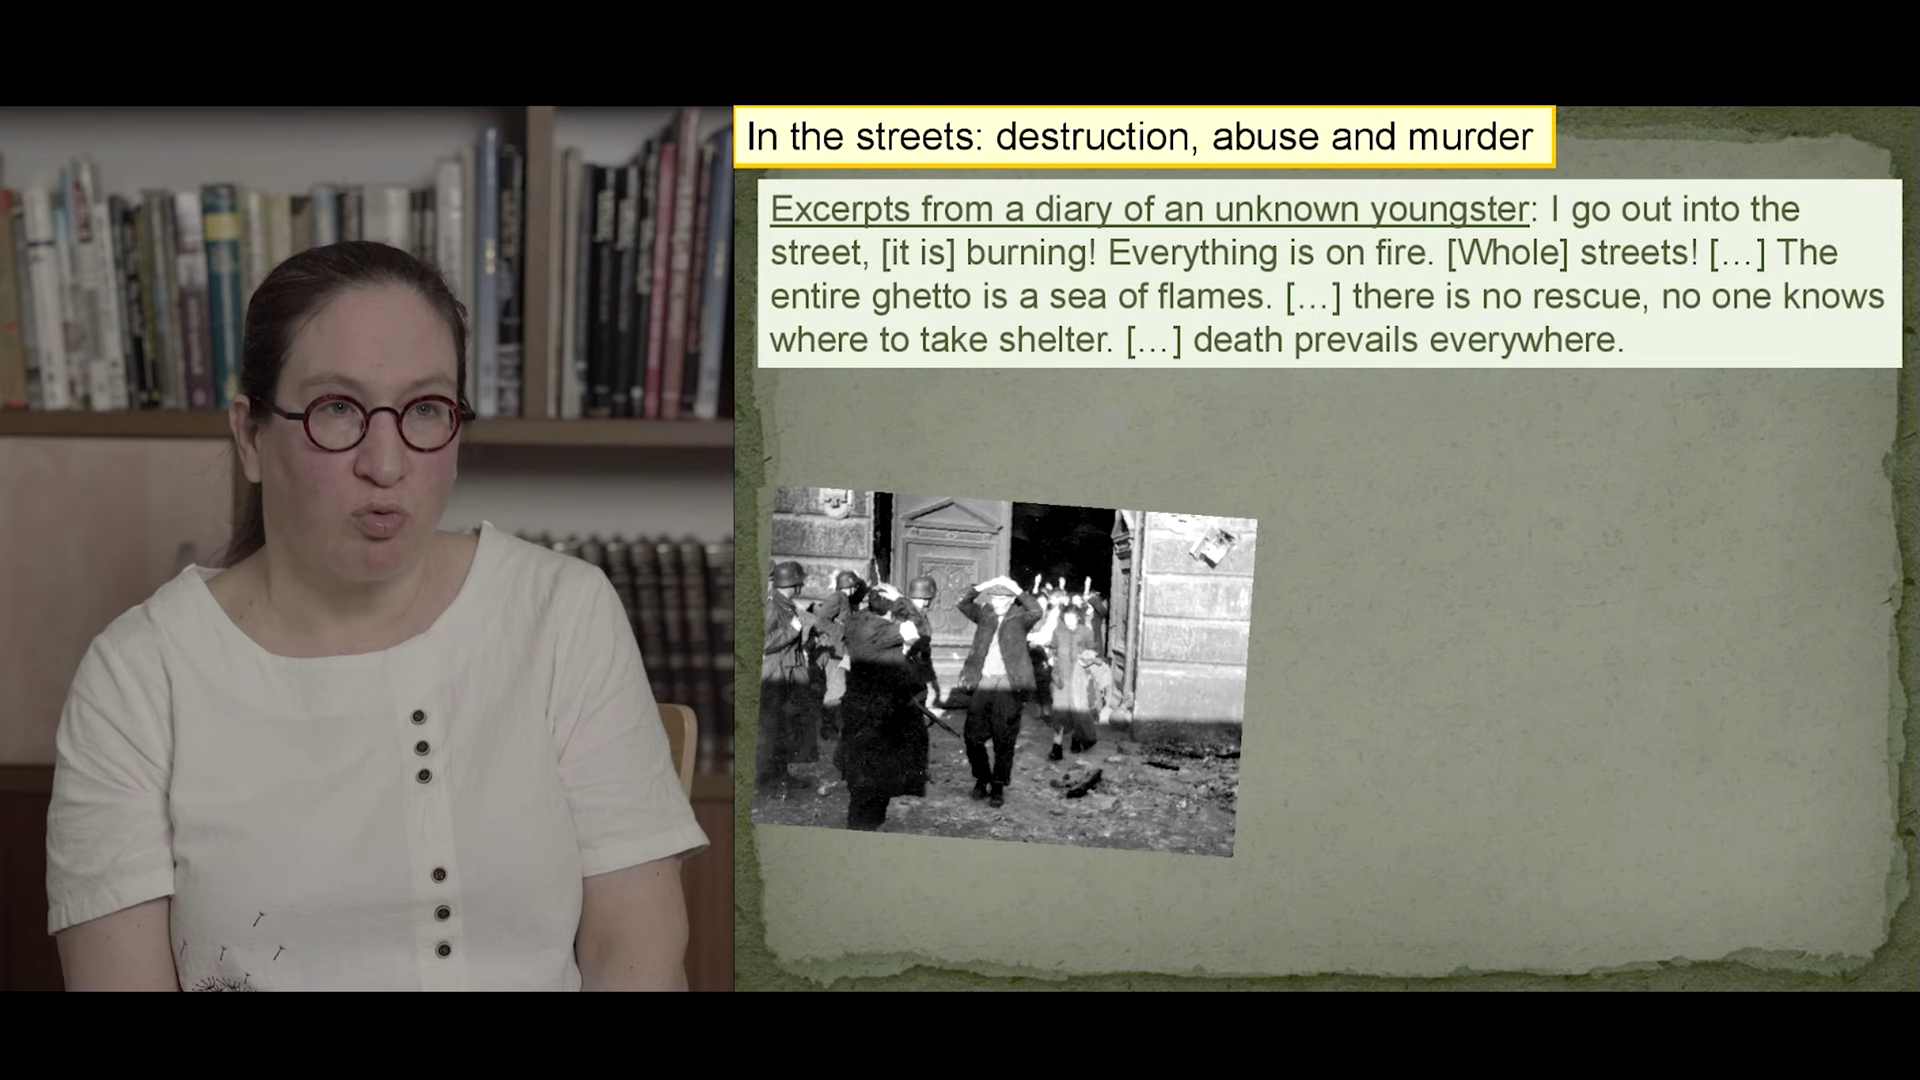 In the streets: destruction, abuse and murder
Excerpts from a diary of an unknown youngster: I go out into the
street, [it is] burning! Everything is on fire. [Whole] streets! […] The
entire ghetto is a sea of flames. […] there is no rescue, no one knows
where to take shelter. […] death prevails everywhere.